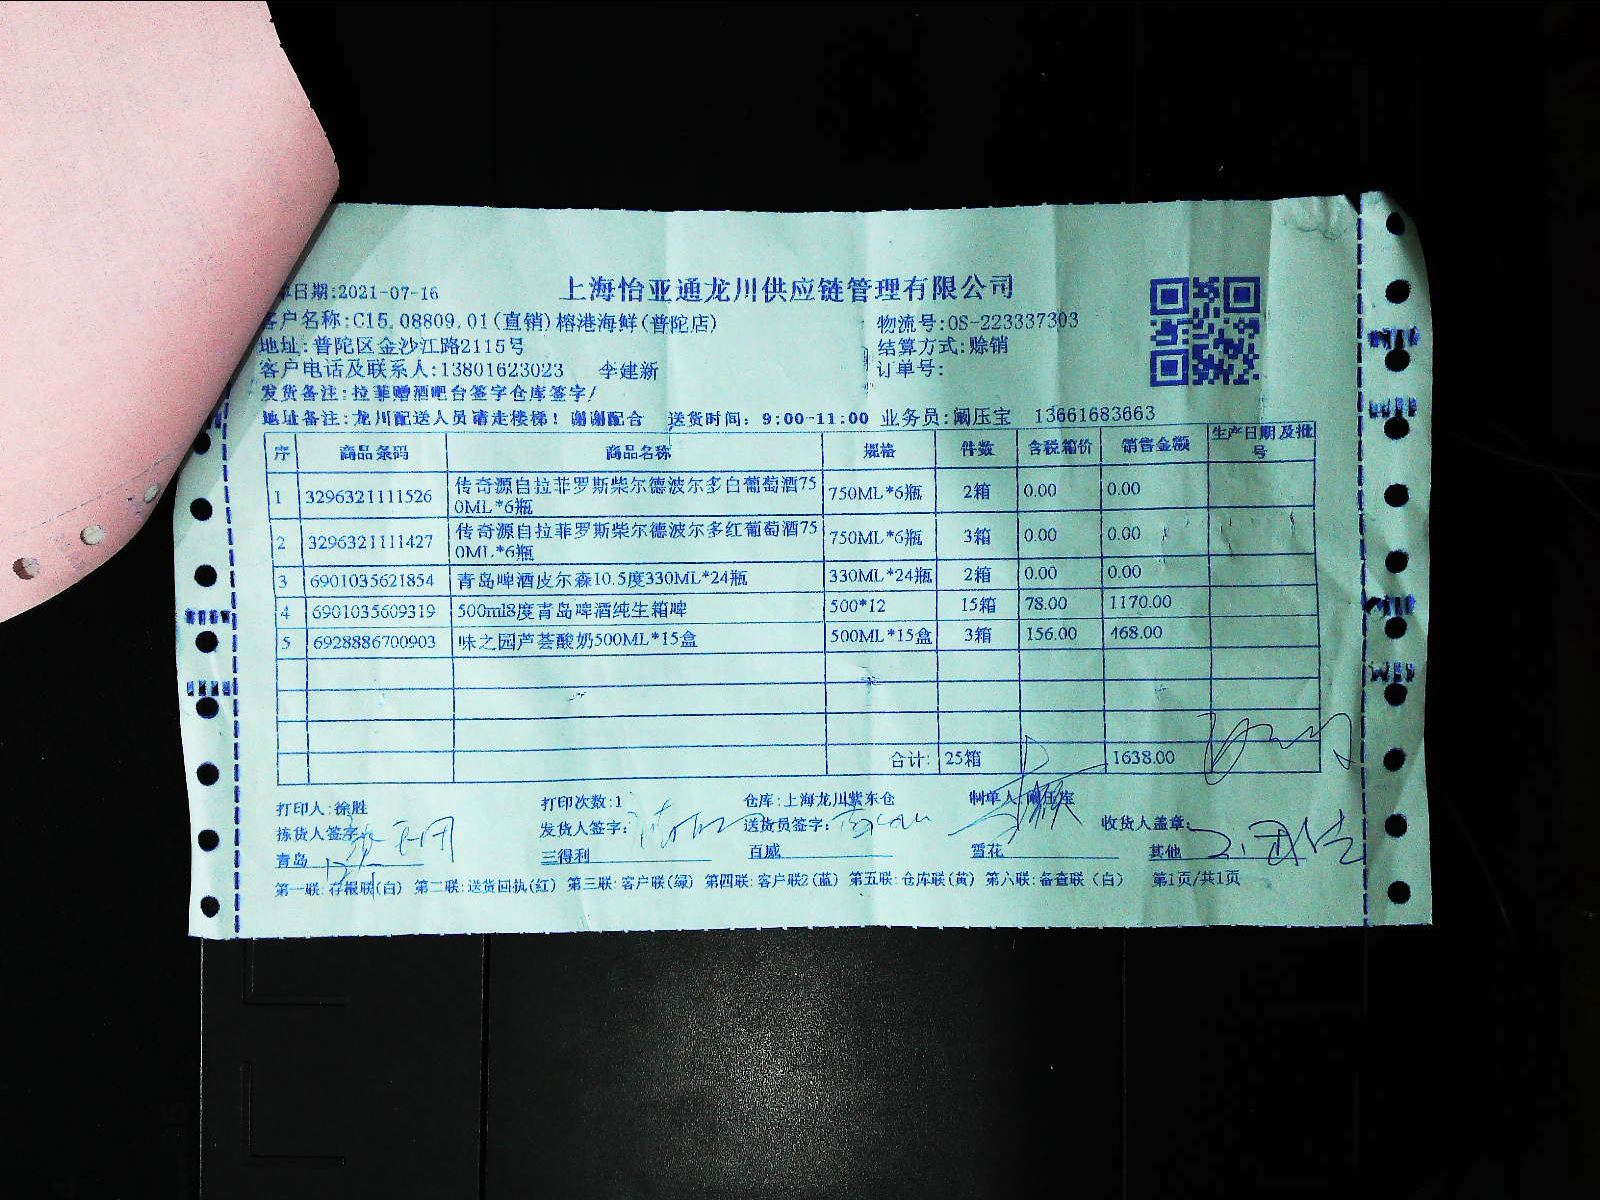 上海怡亚通龙川供应链管理有限公司
单日期:2021-07-16
客户名称:C15.08809.01(直销)榕港海鲜(普陀店) 物流号:OS-223337303
地址:普陀区金沙江路2115号 结算方式:赊销
客户电话及联系人:13801623023 李建新 订单号:
发货备注:拉菲赠酒吧台签字仓库签字/
地址备注:龙川配送人员请走楼梯！谢谢配合 送货时间：9:00-11:00 业务员:阚压宝 13661683663
序 商品条码 商品名称 规格 件数 含税箱价 销售金额 生产日期及批号
1 3296321111526 传奇源自拉菲罗斯柴尔德波尔多白葡萄酒750ML*6瓶 750ML*6瓶 2箱 0.00 0.00
2 3296321111427 传奇源自拉菲罗斯柴尔德波尔多红葡萄酒750ML*6瓶 750ML*6瓶 3箱 0.00 0.00
3 6901035621854 青岛啤酒皮尔森10.5度330ML*24瓶 330ML*24瓶 2箱 0.00 0.00
4 6901035609319 500ml8度青岛啤酒纯生箱啤 500*12 15箱 78.00 1170.00
5 6928886700903 味之园芦荟酸奶500ML*15盒 500ML*15盒 3箱 156.00 468.00
合计: 25箱 1638.00
打印人:徐胜 打印次数:1 仓库:上海龙川紫东仓 制单人:阚压宝
拣货人签字: 发货人签字: 送货员签字: 收货人盖章:
青岛 三得利 百威 雪花 其他
第一联:存根联(白) 第二联:送货回执(红) 第三联:客户联(绿) 第四联:客户联2(蓝) 第五联:仓库联(黄) 第六联:备查联（白） 第1页/共1页